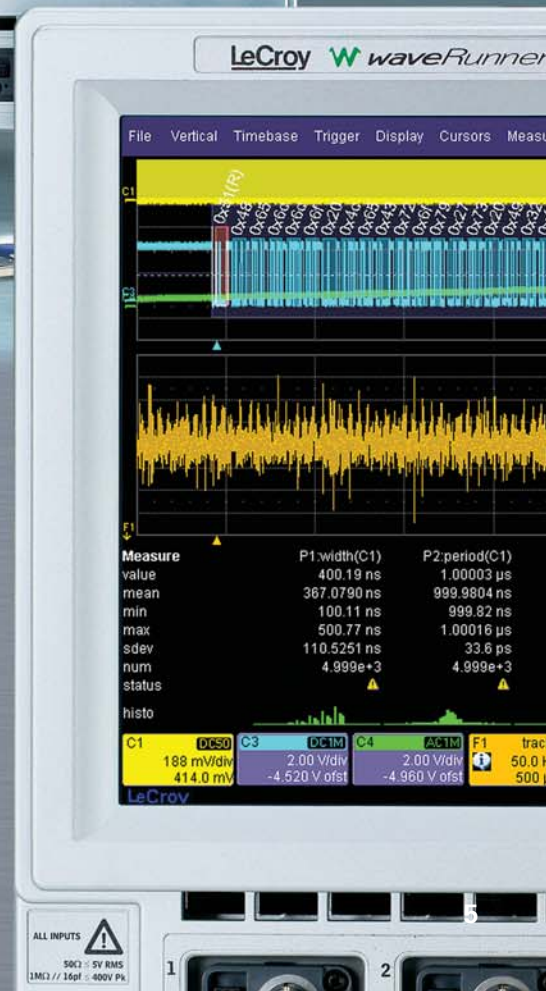 LeCroy waveRunner
File Vertical Timebase Trigger Display Cursors Measu
C1
F1
Measure P1:width(C1) P2:period(C1)
value 400.19 ns 1.00003 µs
mean 367.0790 ns 999.9804 ns
min 100.11 ns 999.82 ns
max 500.77 ns 1.00016 µs
sdev 110.5251 ns 33.6 ps
num 4.999e+3 4.999e+3
status
histo
C1 DC50 C3 DC1M C4 AC1M F1 trac
188 mV/div 2.00 V/div 2.00 V/div 50.0
414.0 mV -4.520 V ofst -4.960 V ofst 500
LeCroy
5
ALL INPUTS
50Ω ≤ 5V RMS
1MΩ // 16pf ≤ 400V Pk
1 2